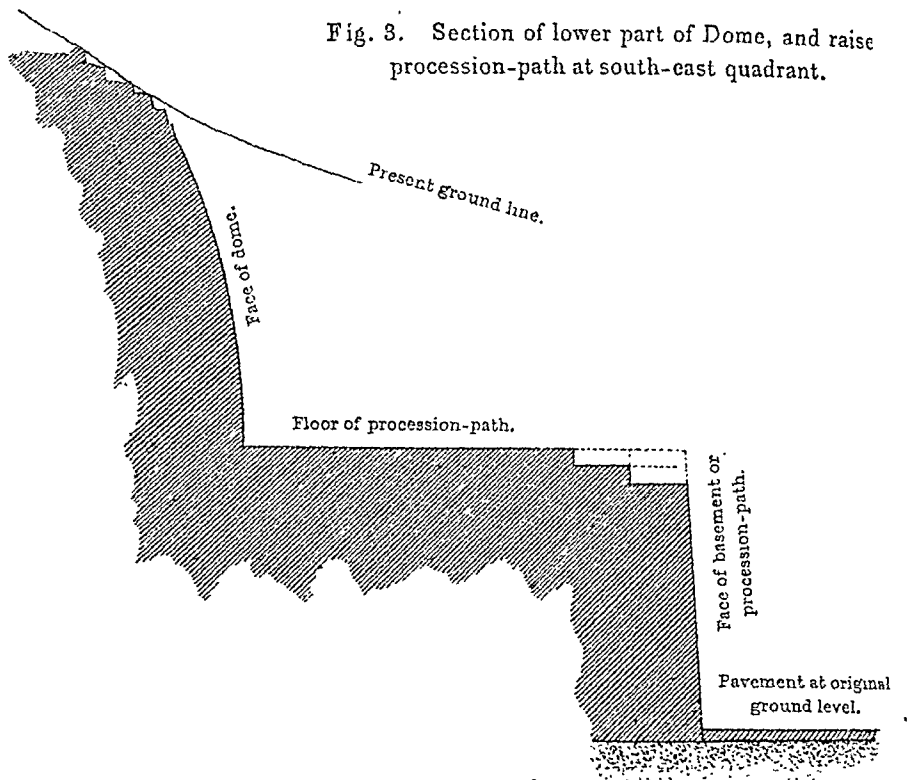 Fig. 3. Section of lower part of Dome, and raise
procession-path at south-east quadrant.
Present ground line.
Face of dome.
Floor of procession-path.
Face of basement or
procession-path.
Pavement at original
ground level.